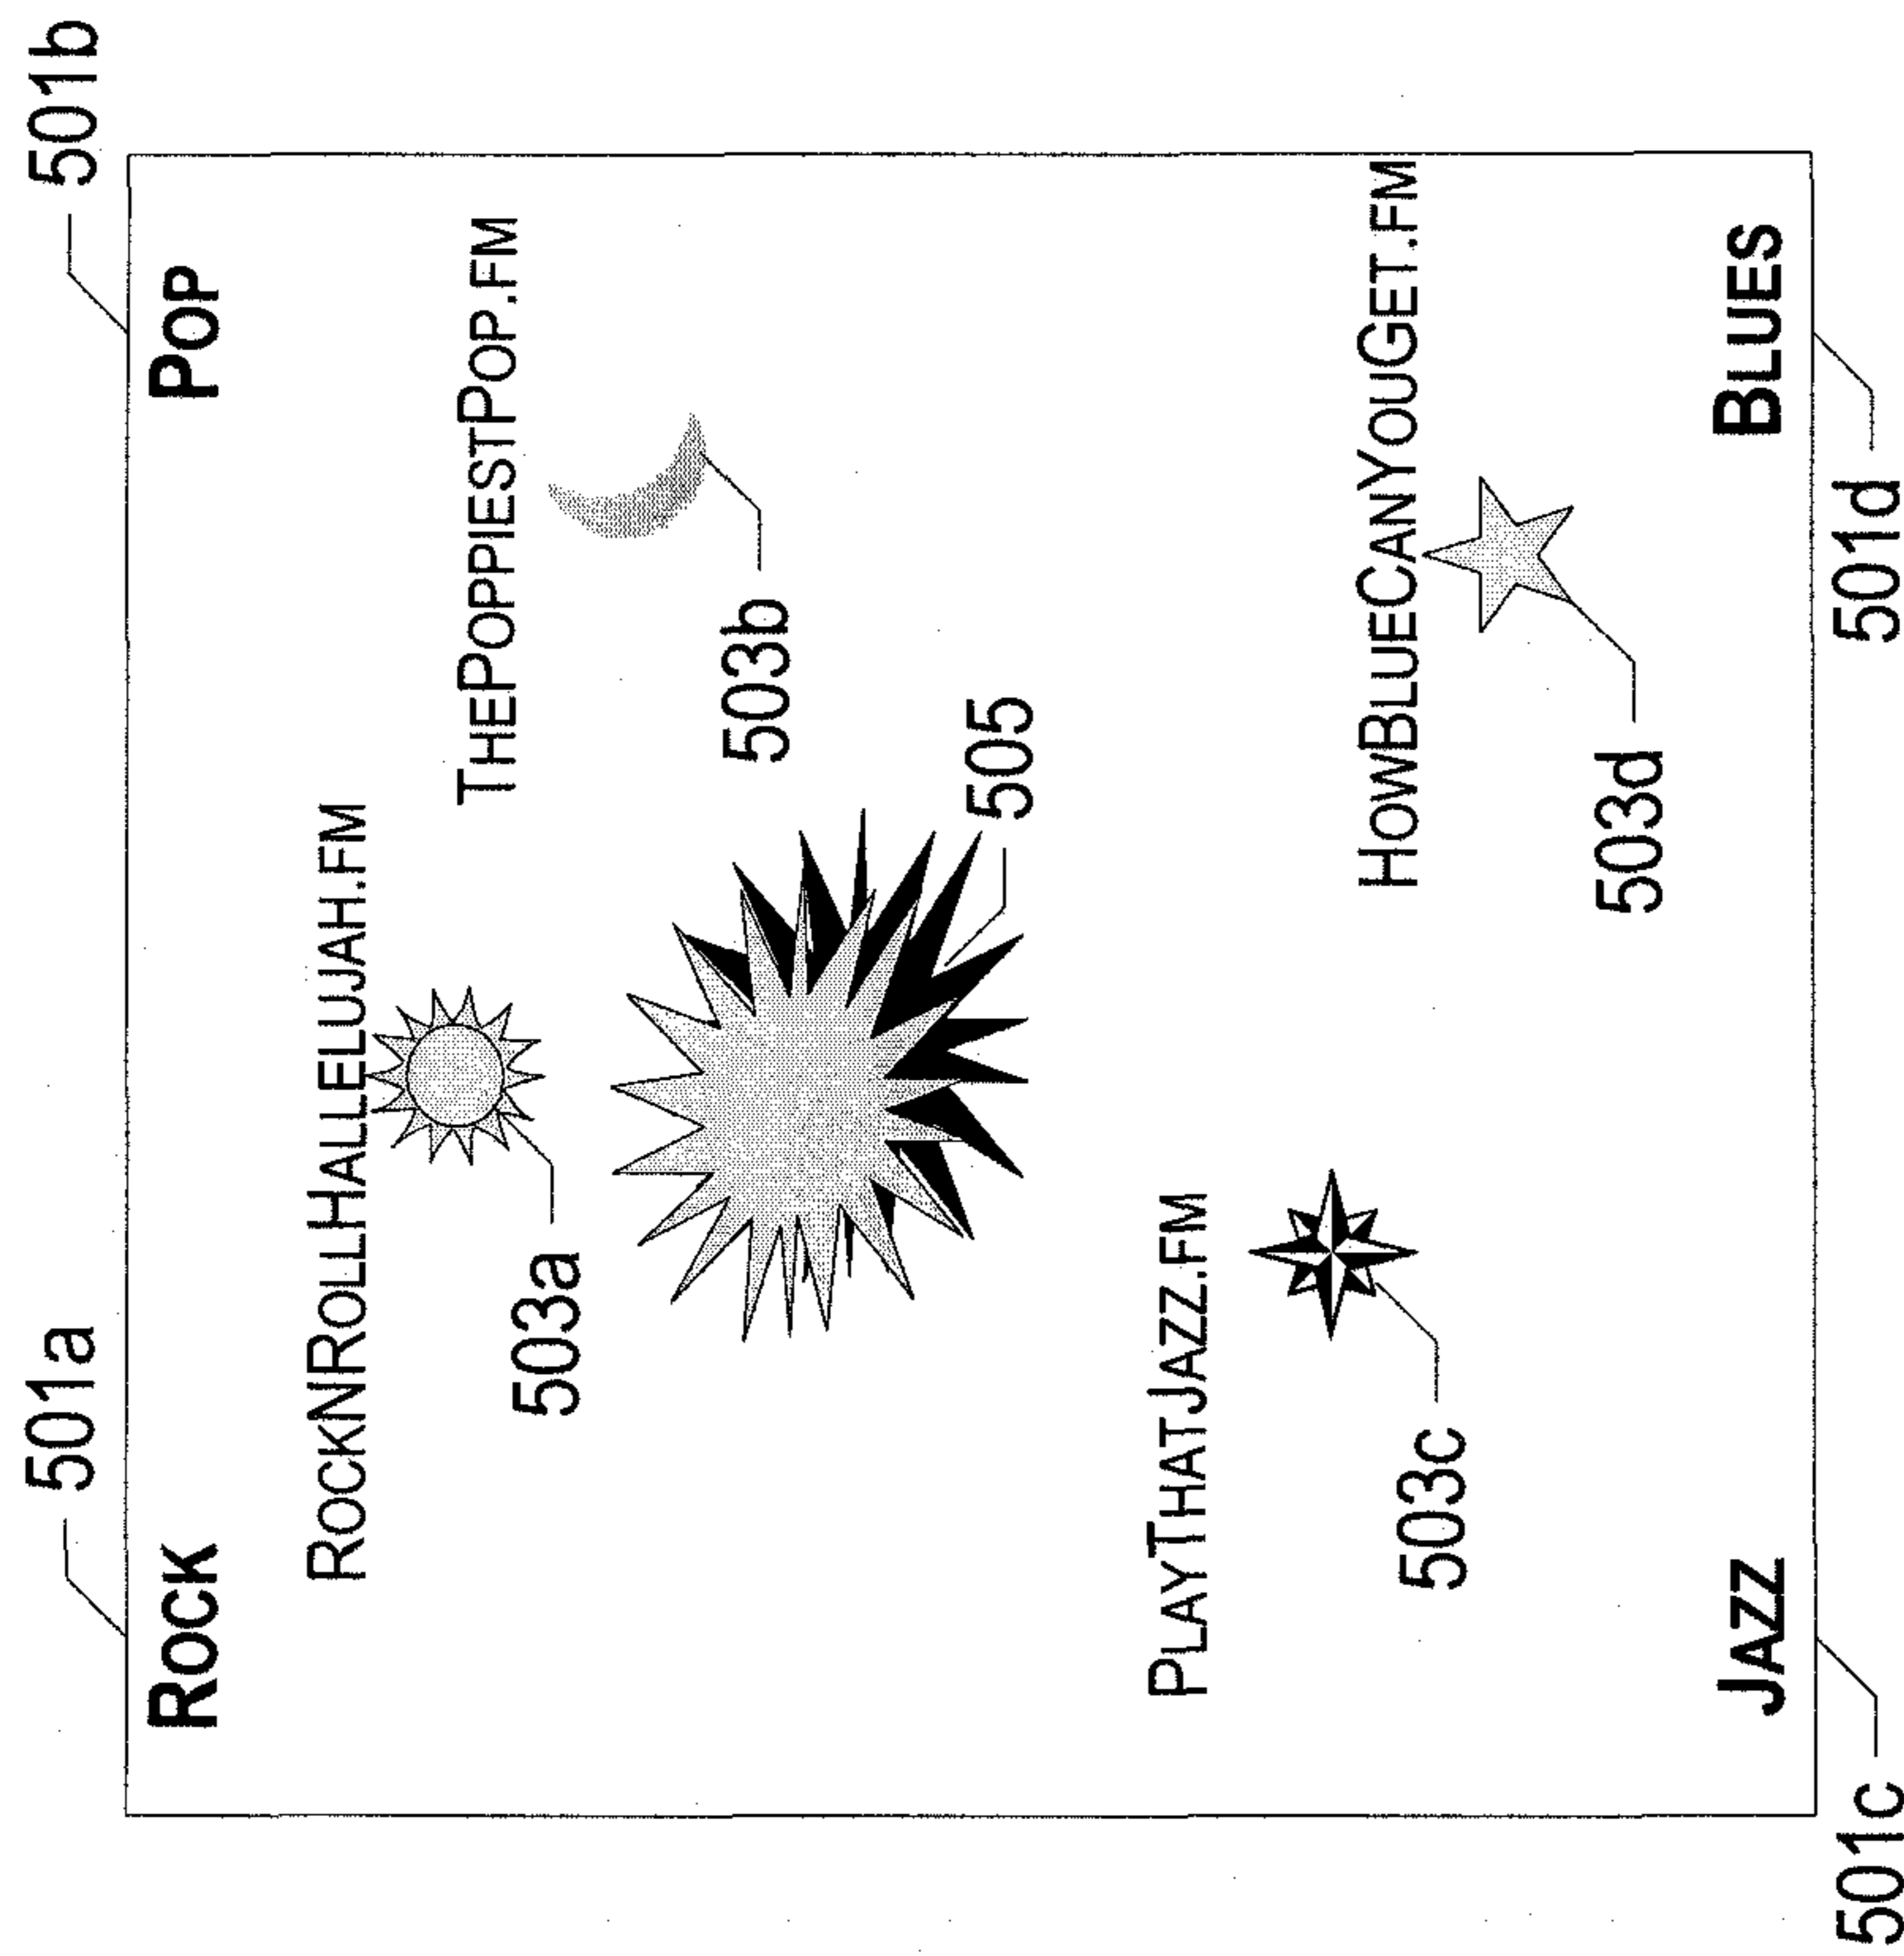 501a
501b
ROCK
POP
ROCKNROLLHALLELUJAH.FM
THEPOPPIESTPOP.FM
503a
503b
505
PLAYTHATJAZZ.FM
HOWBLUECANYOUGET.FM
503c
503d
JAZZ
BLUES
501c
501d